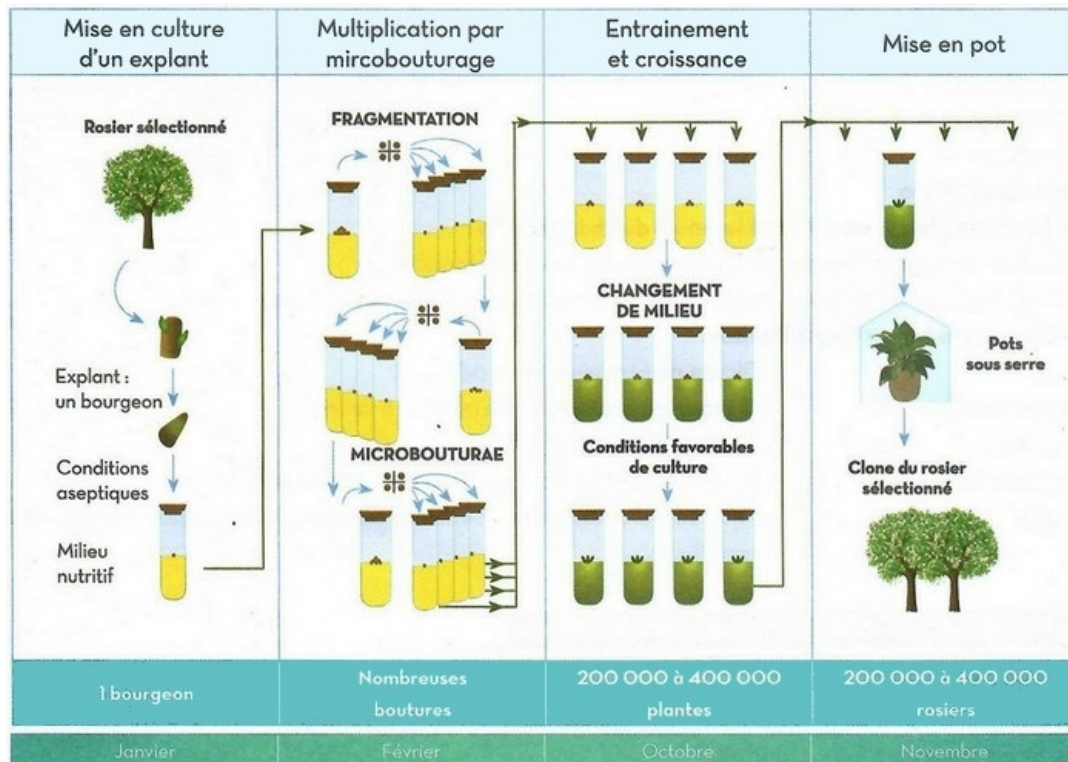 Mise en culture
d'un explant
Multiplication par
mircobouturage
Entrainement
et croissance
Mise en pot
Rosier sélectionné
Explant :
un bourgeon
Conditions
aseptiques
Milieu
nutritif
FRAGMENTATION
MICROBOUTURAE
CHANGEMENT
DE MILIEU
Conditions favorables
de culture
Pots
sous serre
Clone du rosier
sélectionné
1 bourgeon
Nombreuses
boutures
200 000 à 400 000
plantes
200 000 à 400 000
rosiers
Janvier
Février
Octobre
Novembre